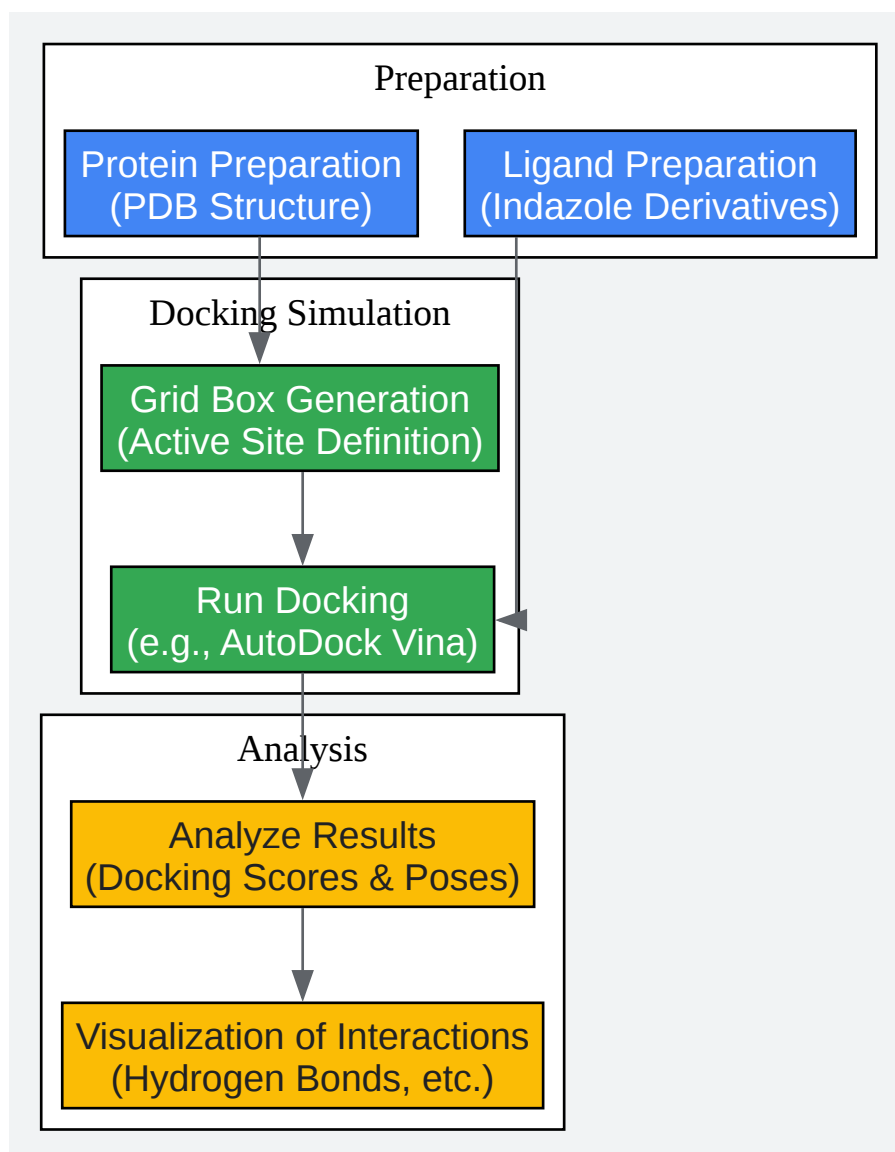 Preparation
Protein Preparation
(PDB Structure)
Ligand Preparation
(Indazole Derivatives)
Docking Simulation
Grid Box Generation
(Active Site Definition)
Run Docking
(e.g., AutoDock Vina)
Analysis
Analyze Results
(Docking Scores & Poses)
Visualization of Interactions
(Hydrogen Bonds, etc.)